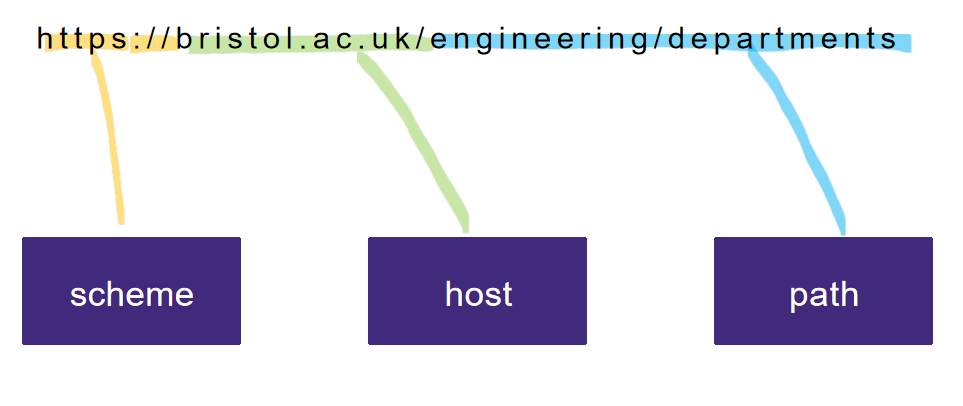 https://bristol.ac.uk/engineering/departments
scheme
host
path